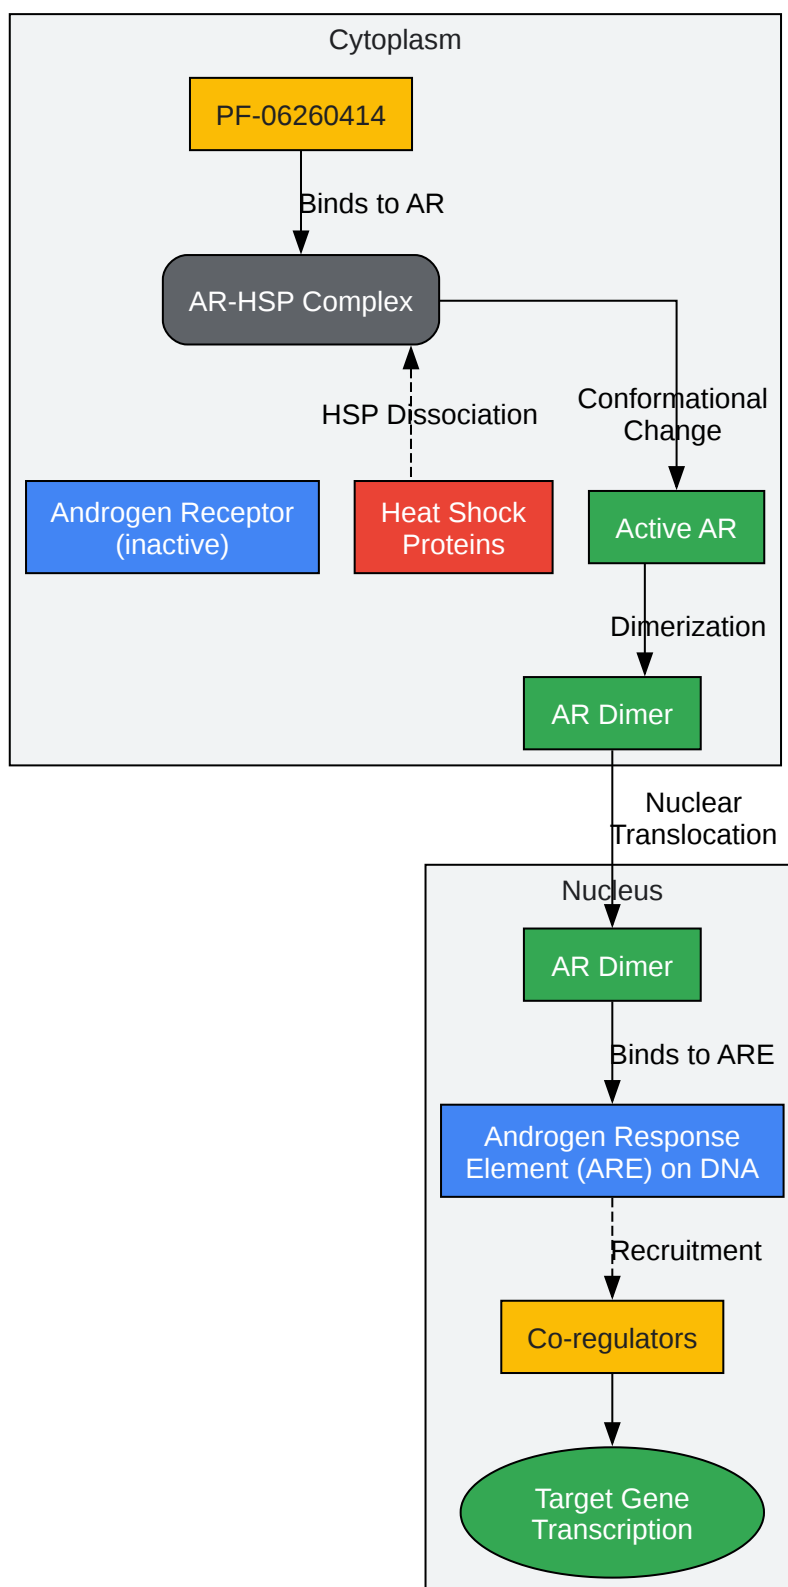 Cytoplasm
PF-06260414
Binds to AR
AR-HSP Complex
HSP Dissociation
Conformational
Change
Androgen Receptor
(inactive)
Heat Shock
Proteins
Active AR
Dimerization
AR Dimer
Nuclear
Translocation
Nucleus
AR Dimer
Binds to ARE
Androgen Response
Element (ARE) on DNA
Recruitment
Co-regulators
Target Gene
Transcription